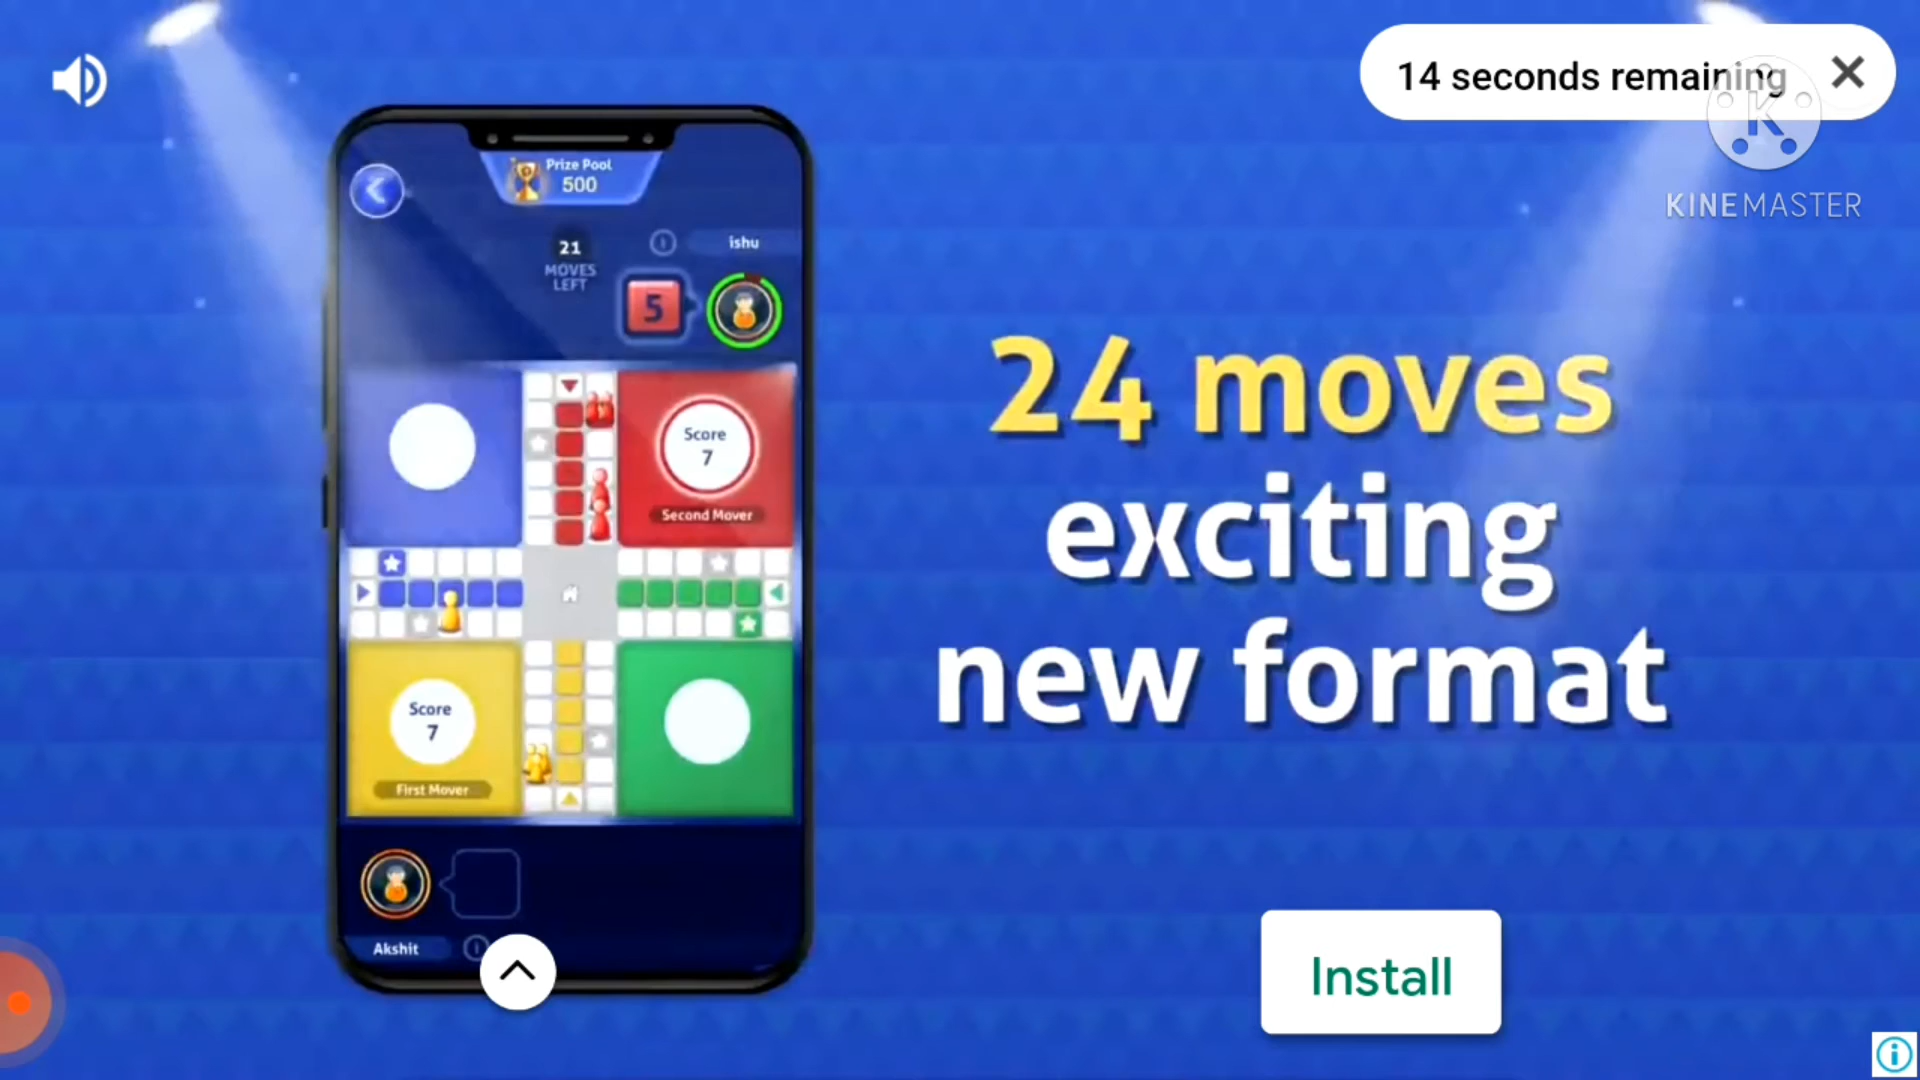 14 seconds remaining
K
KINEMASTER
Prize Pool
500
21
MOVES
LEFT
ishu
5
24 moves
exciting
new format
Score
7
Second Mover
Score
7
First Mover
Akshit
Install